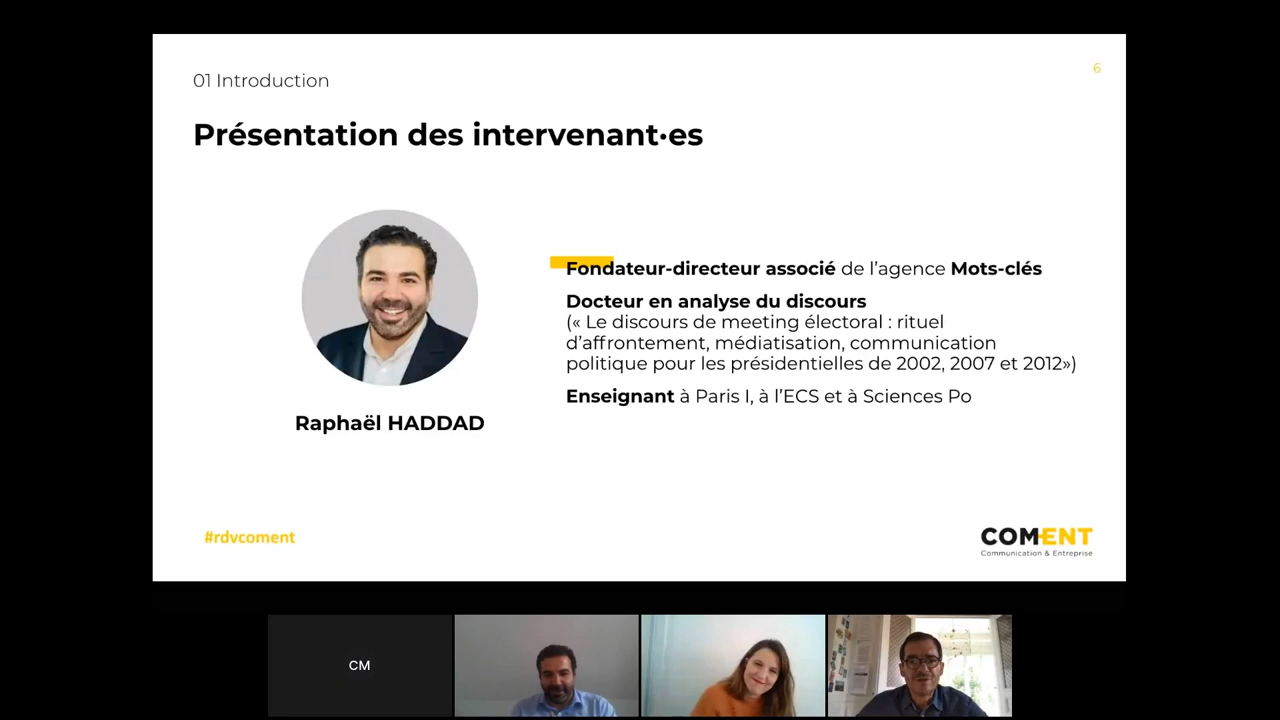 01 Introduction
6
Présentation des intervenant·es
Fondateur-directeur associé de l’agence Mots-clés
Docteur en analyse du discours
(« Le discours de meeting électoral : rituel
d’affrontement, médiatisation, communication
politique pour les présidentielles de 2002, 2007 et 2012»)
Enseignant à Paris I, à l’ECS et à Sciences Po
Raphaël HADDAD
#rdvcoment
COM-ENT
Communication & Entreprise
CM